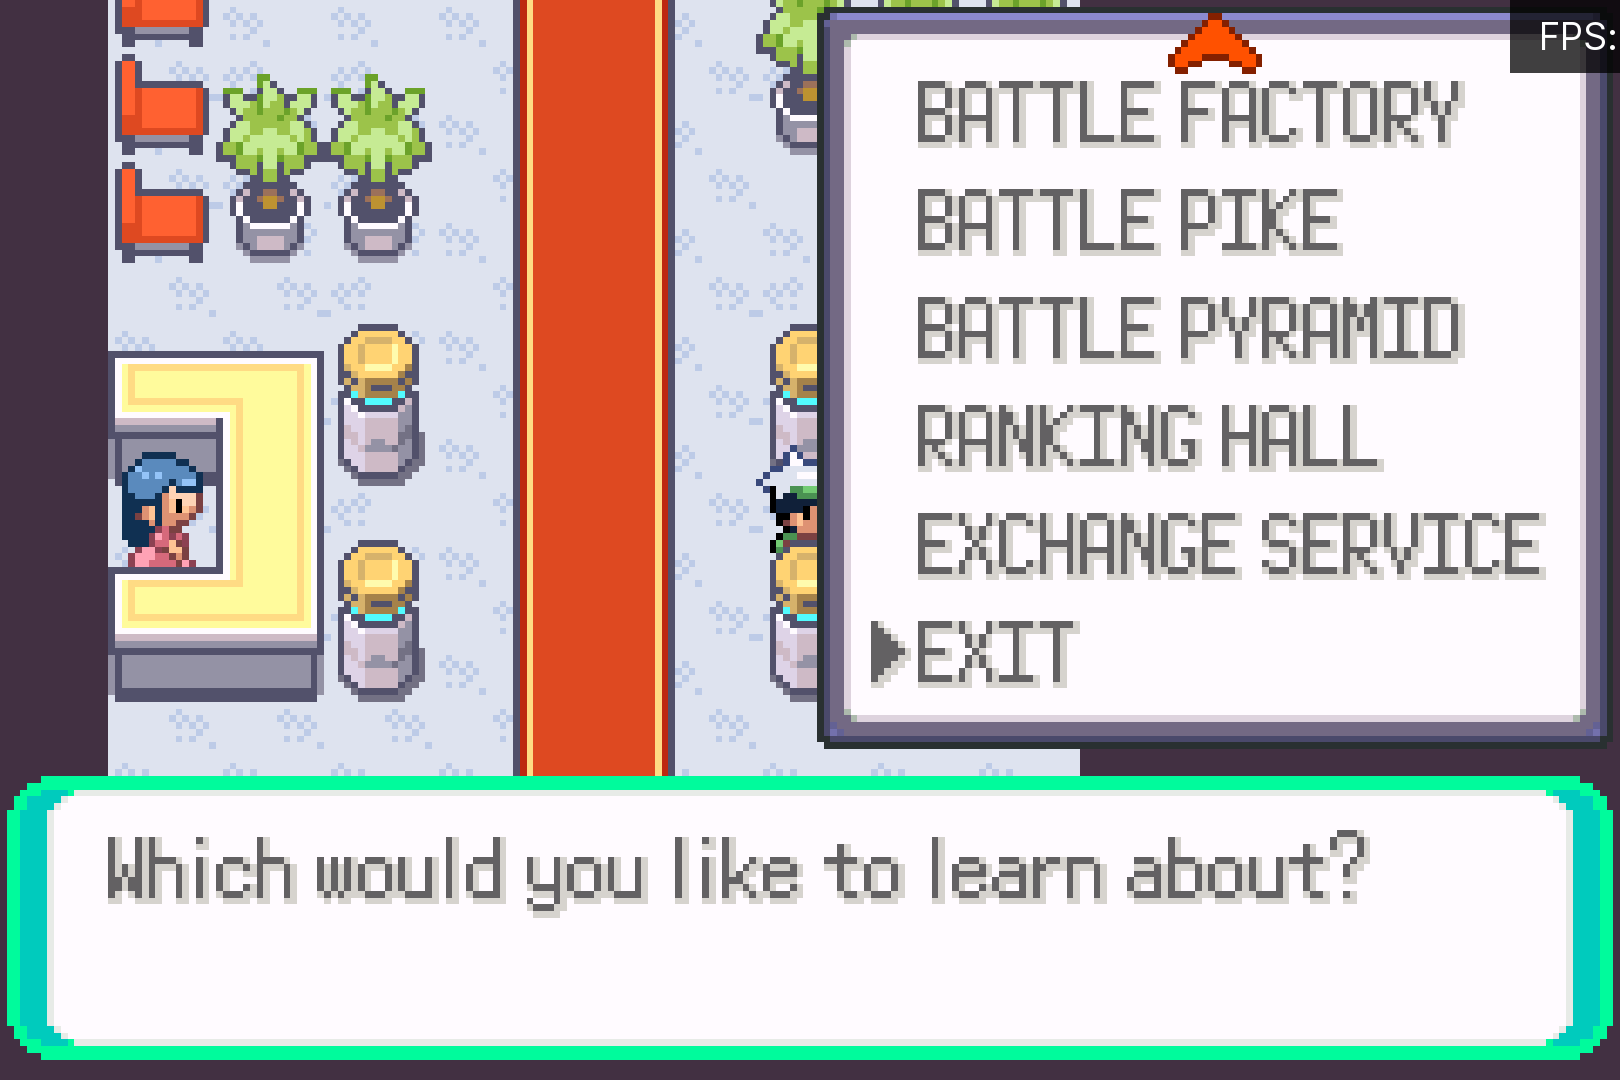 FPS:
BATTLE FACTORY
BATTLE PIKE
BATTLE PYRAMID
RANKING HALL
EXCHANGE SERVICE
▶EXIT
Which would you like to learn about?